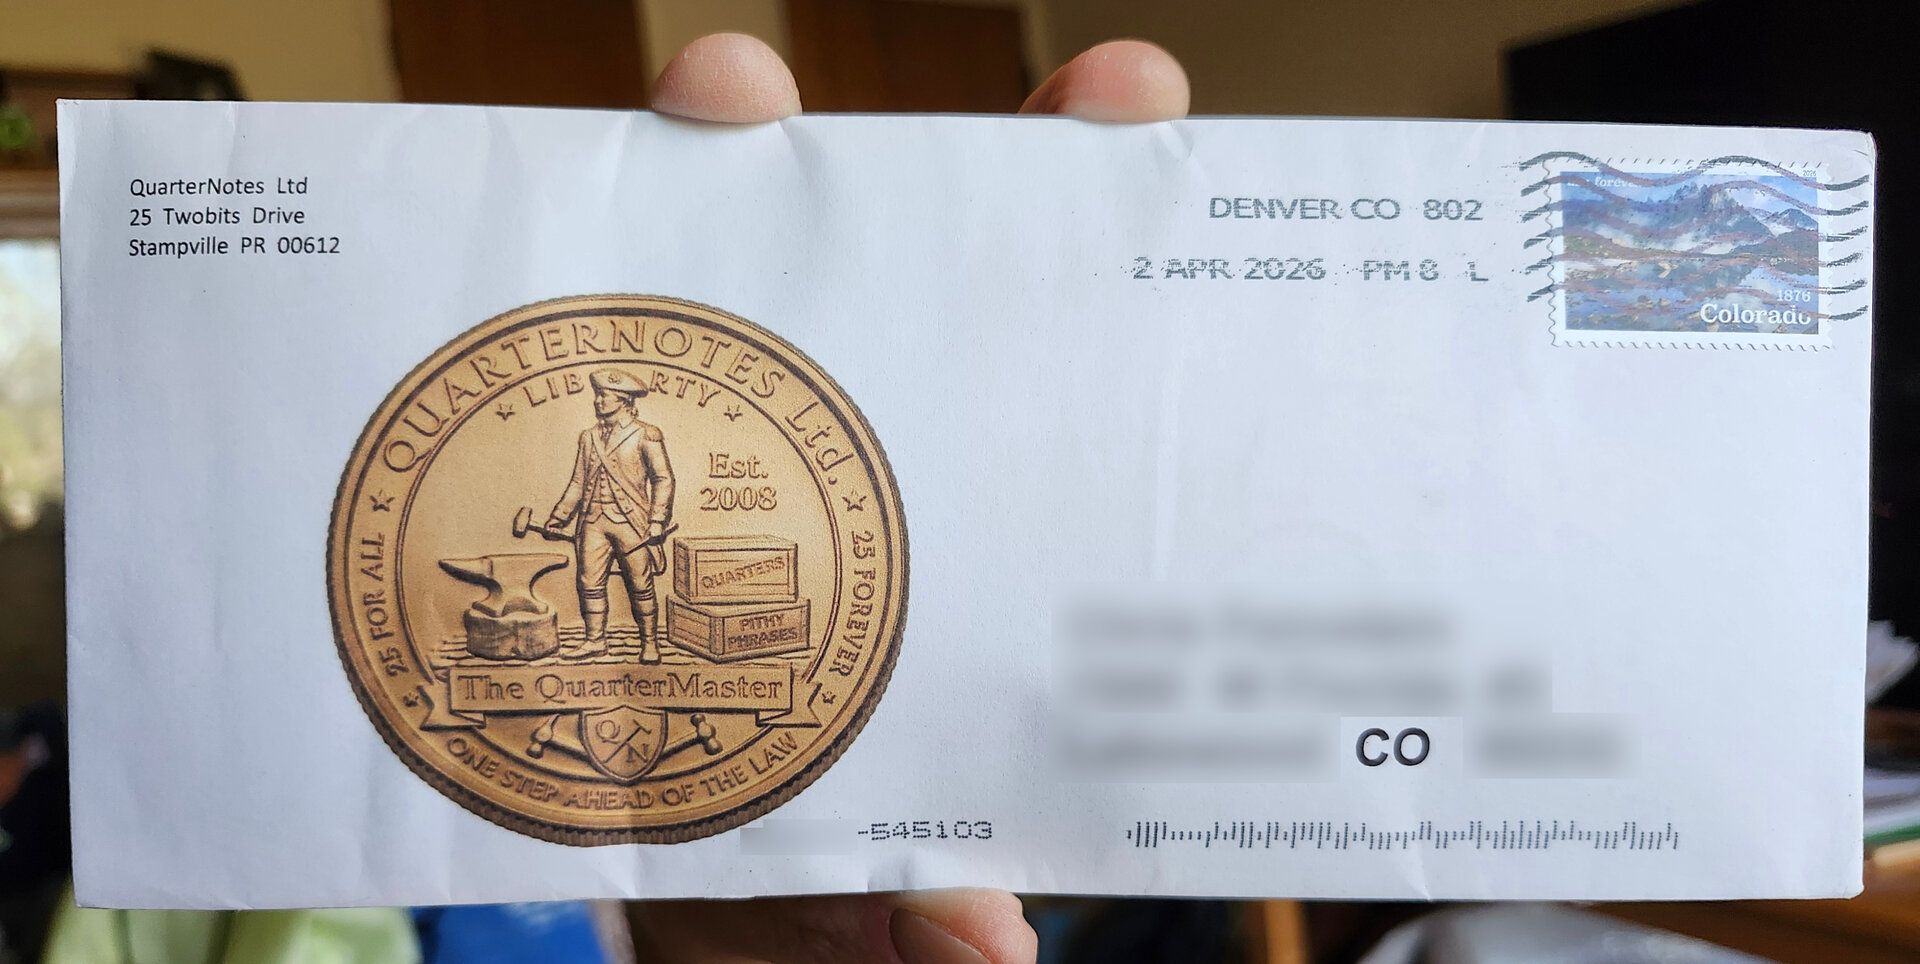 QuarterNotes Ltd
25 Twobits Drive
Stampville PR 00612
DENVER CO 802
2 APR 2026 PM 8 L
forever
2026
1876
Colorado
QUARTERNOTES Ltd.
LIBERTY
Est.
2008
25 FOR ALL
25 FOREVER
QUARTERS
PITHY
PHRASES
The QuarterMaster
Q
N
ONE STEP AHEAD OF THE LAW
CO
-545103